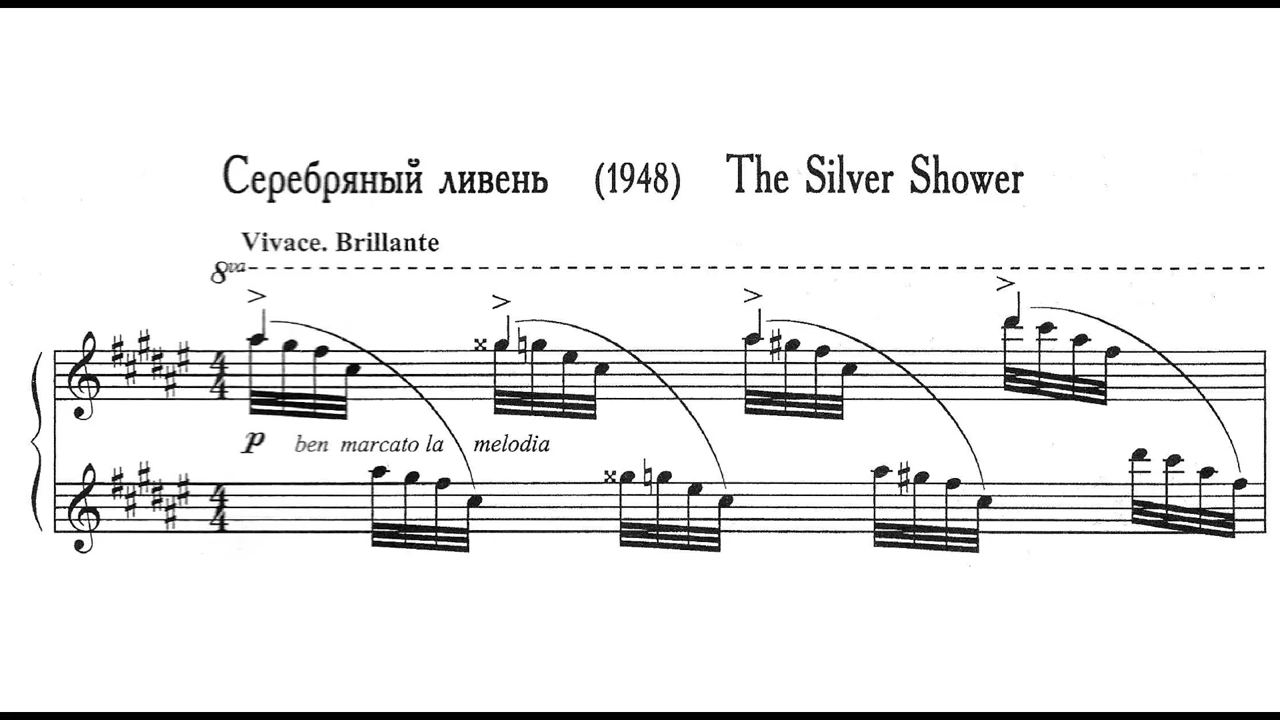 Серебряный ливень (1948) The Silver Shower
Vivace. Brillante
8va
p ben marcato la melodia